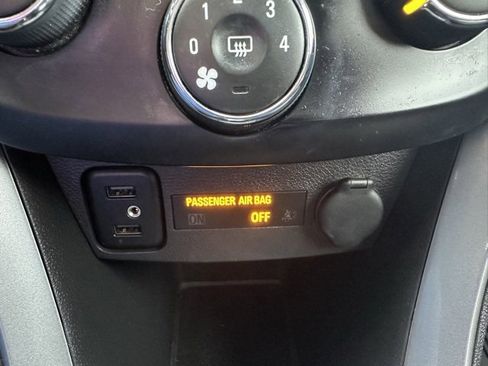 1 3
0 4
PASSENGER AIR BAG
ON OFF